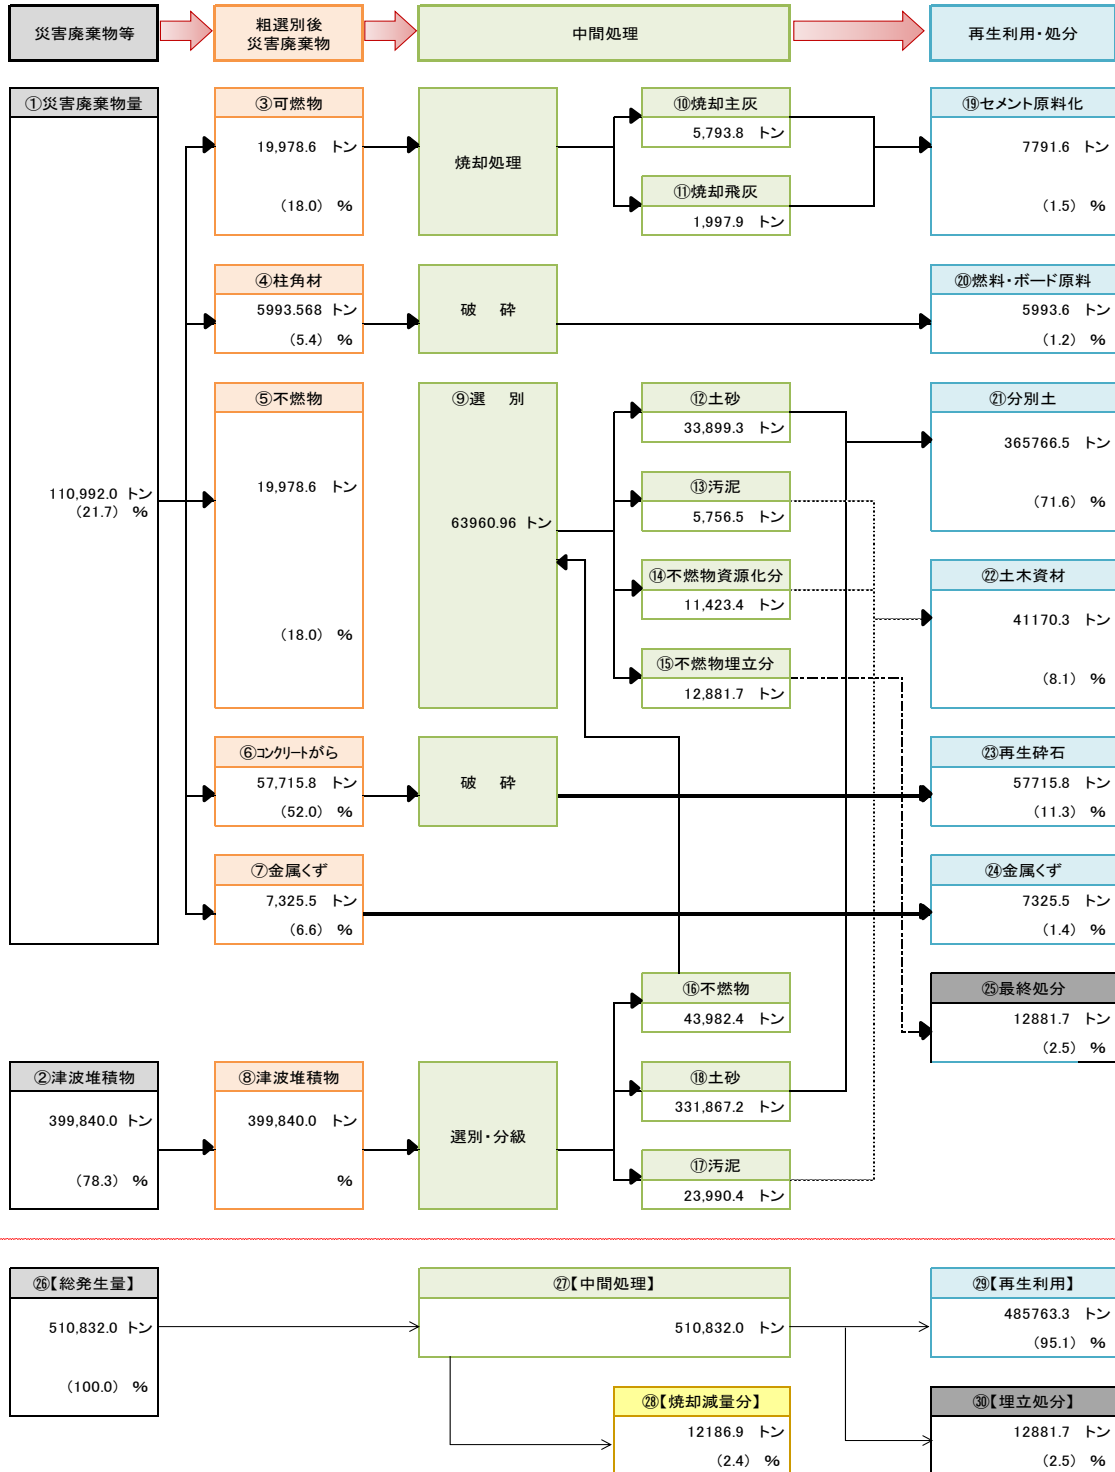 災害廃棄物等
粗選別後
災害廃棄物
中間処理
再生利用・処分
①災害廃棄物量
110,992.0 トン
(21.7) %
③可燃物
19,978.6 トン
(18.0) %
焼却処理
⑩焼却主灰
5,793.8 トン
⑪焼却飛灰
1,997.9 トン
⑲セメント原料化
7791.6 トン
(1.5) %
④柱角材
5993.568 トン
(5.4) %
破 砕
⑳燃料・ボード原料
5993.6 トン
(1.2) %
⑤不燃物
19,978.6 トン
(18.0) %
⑨選 別
63960.96 トン
⑫土砂
33,899.3 トン
⑬汚泥
5,756.5 トン
⑭不燃物資源化分
11,423.4 トン
⑮不燃物埋立分
12,881.7 トン
㉑分別土
365766.5 トン
(71.6) %
㉒土木資材
41170.3 トン
(8.1) %
⑥コンクリートがら
57,715.8 トン
(52.0) %
破 砕
㉓再生砕石
57715.8 トン
(11.3) %
⑦金属くず
7,325.5 トン
(6.6) %
㉔金属くず
7325.5 トン
(1.4) %
⑯不燃物
43,982.4 トン
㉕最終処分
12881.7 トン
(2.5) %
②津波堆積物
399,840.0 トン
(78.3) %
⑧津波堆積物
399,840.0 トン
%
選別・分級
⑱土砂
331,867.2 トン
⑰汚泥
23,990.4 トン
㉖【総発生量】
510,832.0 トン
(100.0) %
㉗【中間処理】
510,832.0 トン
㉙【再生利用】
485763.3 トン
(95.1) %
㉘【焼却減量分】
12186.9 トン
(2.4) %
㉚【埋立処分】
12881.7 トン
(2.5) %